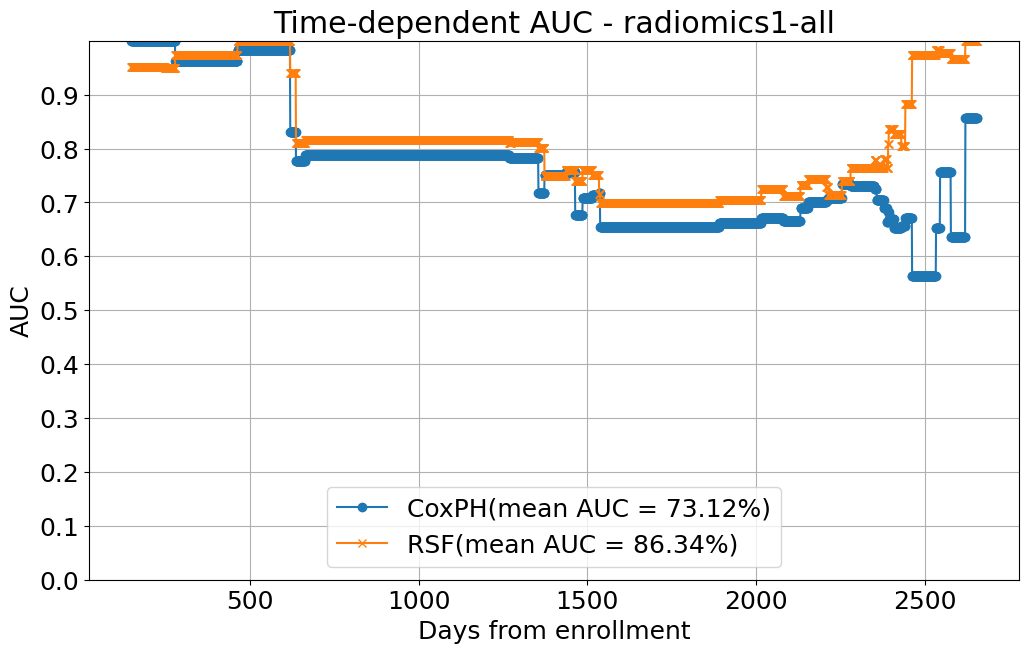 Time-dependent AUC - radiomics1-all
AUC
0.9
0.8
0.7
0.6
0.5
0.4
0.3
0.2
0.1
0.0
CoxPH(mean AUC = 73.12%)
RSF(mean AUC = 86.34%)
500 1000 1500 2000 2500
Days from enrollment